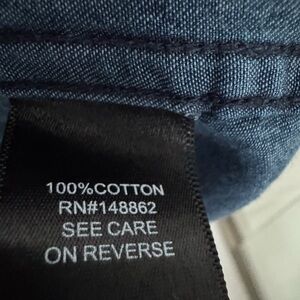 100%COTTON
RN#148862
SEE CARE
ON REVERSE